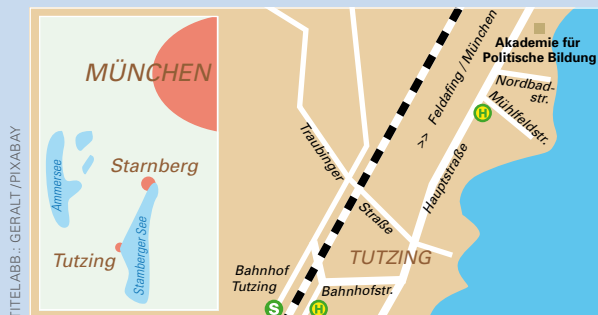 TITELABB.: GERALT /PIXABAY
MÜNCHEN
Starnberg
Ammersee
Starnberger See
Tutzing
Akademie für
Politische Bildung
Nordbad-
str.
Mühlfeldstr.
H
>> Feldafing / München
Hauptstraße
Traubinger
Straße
TUTZING
Bahnhof
Tutzing
Bahnhofstr.
S
H